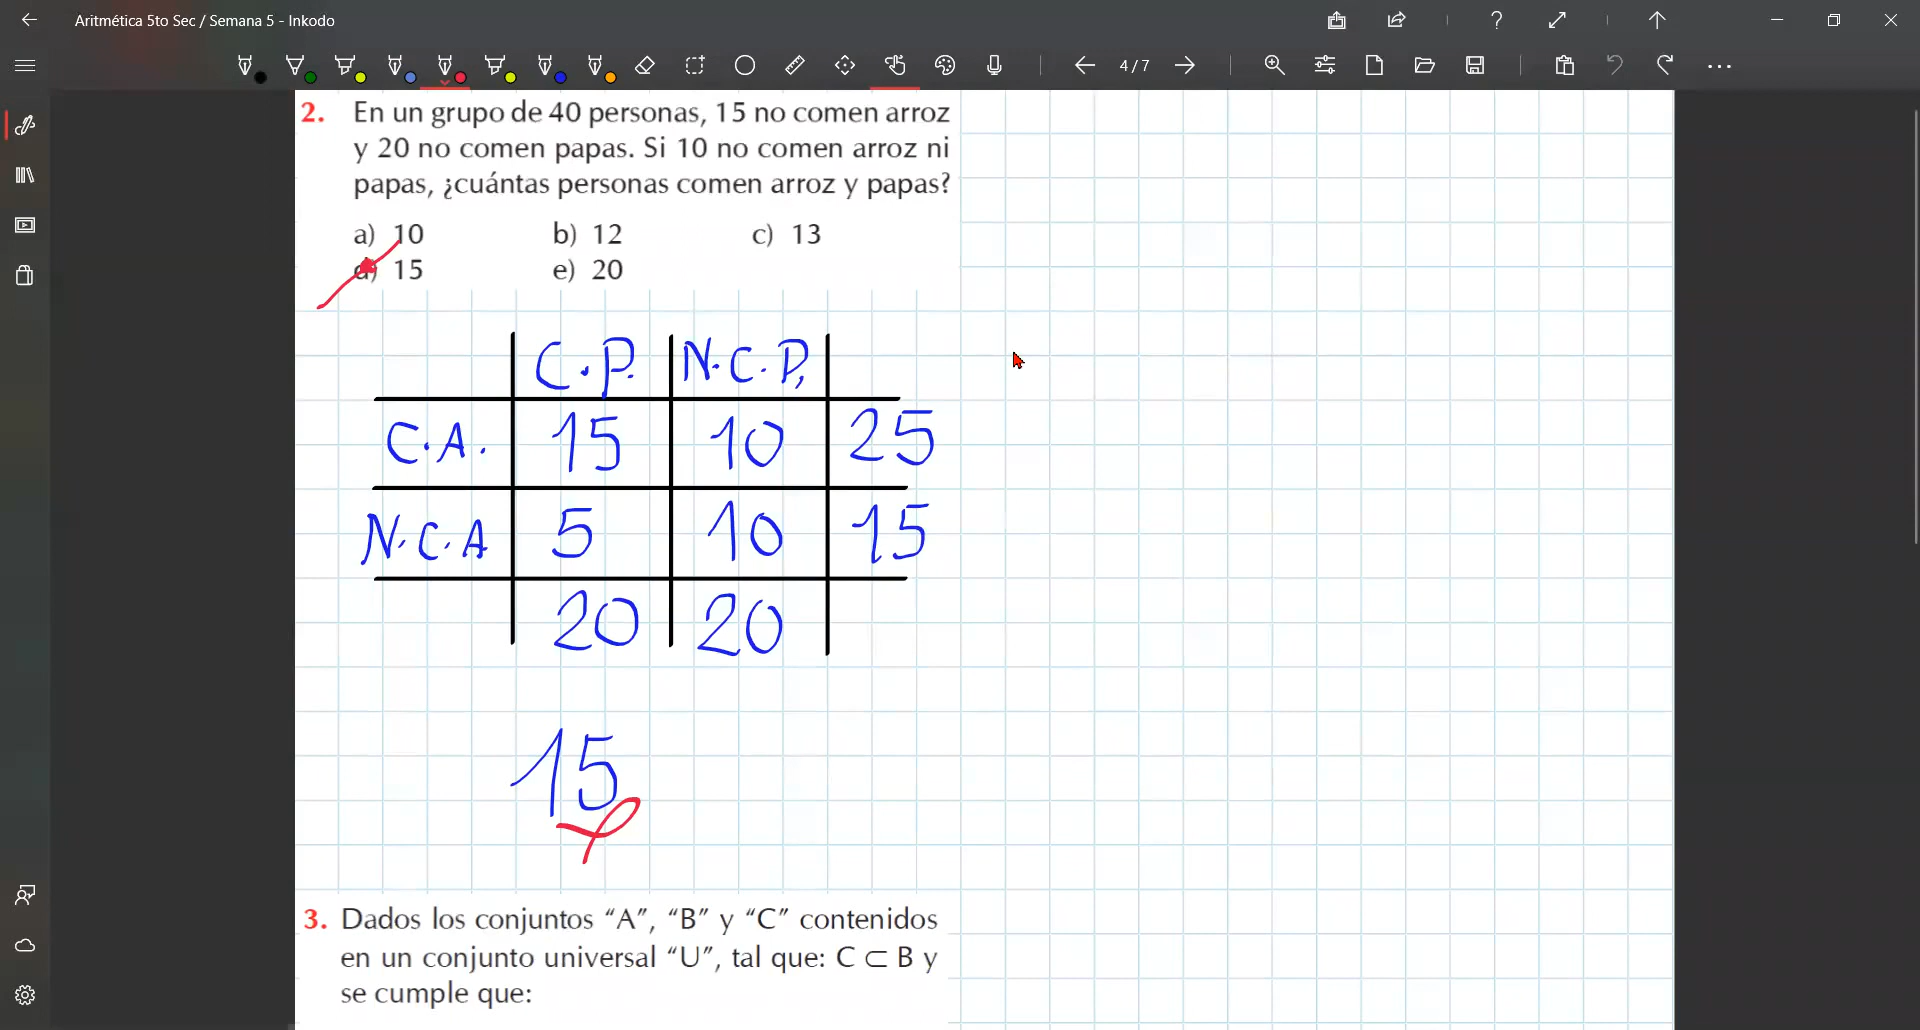 Aritmética 5to Sec / Semana 5 - Inkodo
4 / 7
2. En un grupo de 40 personas, 15 no comen arroz
y 20 no comen papas. Si 10 no comen arroz ni
papas, ¿cuántas personas comen arroz y papas?
a) 10 b) 12 c) 13
d) 15 e) 20
C.P. N.C.P.
C.A. 15 10 25
N.C.A 5 10 15
20 20
15
3. Dados los conjuntos “A”, “B” y “C” contenidos
en un conjunto universal “U”, tal que: C ⊂ B y
se cumple que: